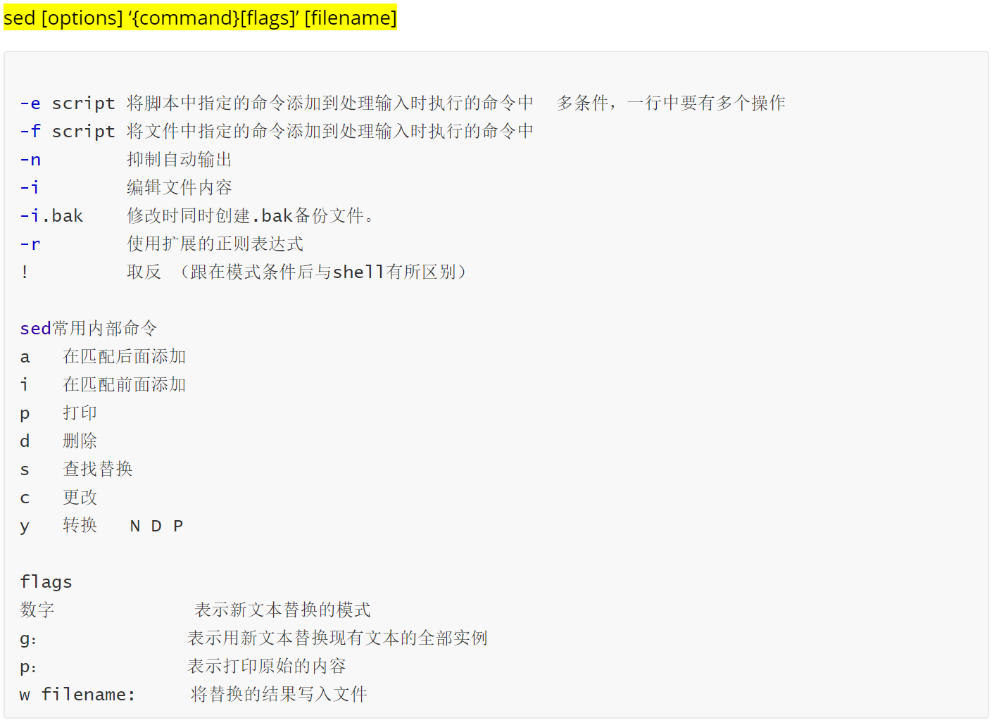 sed [options] ‘{command}[flags]’ [filename]
-e script 将脚本中指定的命令添加到处理输入时执行的命令中  多条件，一行中要有多个操作
-f script 将文件中指定的命令添加到处理输入时执行的命令中
-n        抑制自动输出
-i        编辑文件内容
-i.bak    修改时同时创建.bak备份文件。
-r        使用扩展的正则表达式
!         取反 （跟在模式条件后与shell有所区别）
sed常用内部命令
a   在匹配后面添加
i   在匹配前面添加
p   打印
d   删除
s   查找替换
c   更改
y   转换   N D P
flags
数字             表示新文本替换的模式
g：             表示用新文本替换现有文本的全部实例
p：             表示打印原始的内容
w filename:     将替换的结果写入文件